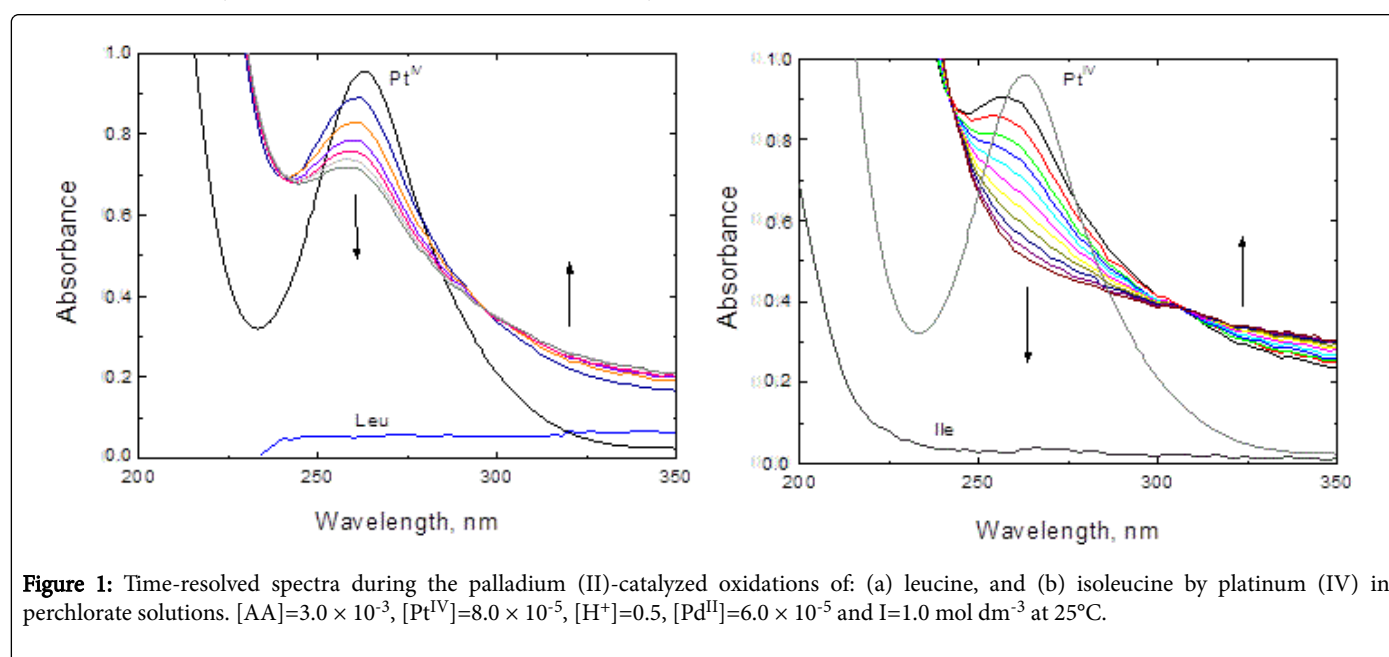 1.0
0.8
0.6
0.4
0.2
0.0
Absorbance
Pt^IV
Leu
200 250 300 350
Wavelength, nm
1.0
0.8
0.6
0.4
0.2
0.0
Absorbance
Pt^IV
Ile
200 250 300 350
Wavelength, nm
Figure 1: Time-resolved spectra during the palladium (II)-catalyzed oxidations of: (a) leucine, and (b) isoleucine by platinum (IV) in
perchlorate solutions. [AA]=3.0 × 10⁻³, [Pt^IV]=8.0 × 10⁻⁵, [H⁺]=0.5, [Pd^II]=6.0 × 10⁻⁵ and I=1.0 mol dm⁻³ at 25°C.